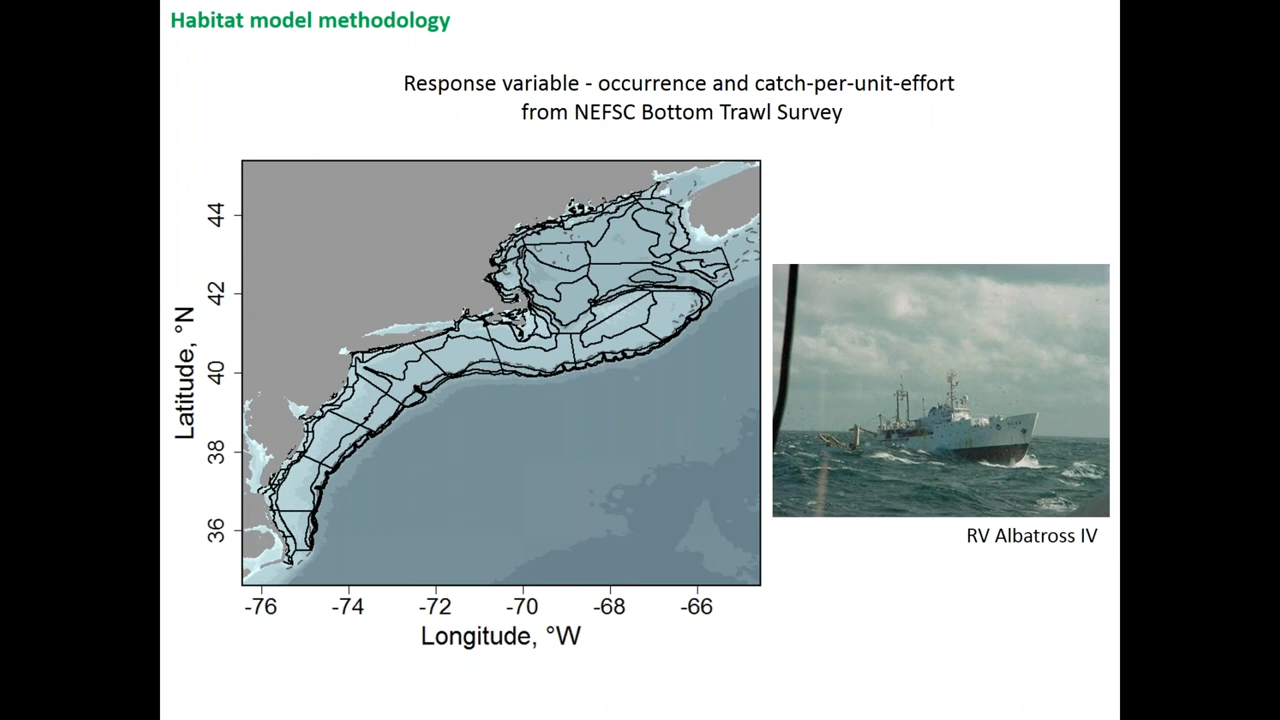 Habitat model methodology
Response variable - occurrence and catch-per-unit-effort
from NEFSC Bottom Trawl Survey
44
42
40
38
36
Latitude, °N
-76 -74 -72 -70 -68 -66
Longitude, °W
RV Albatross IV